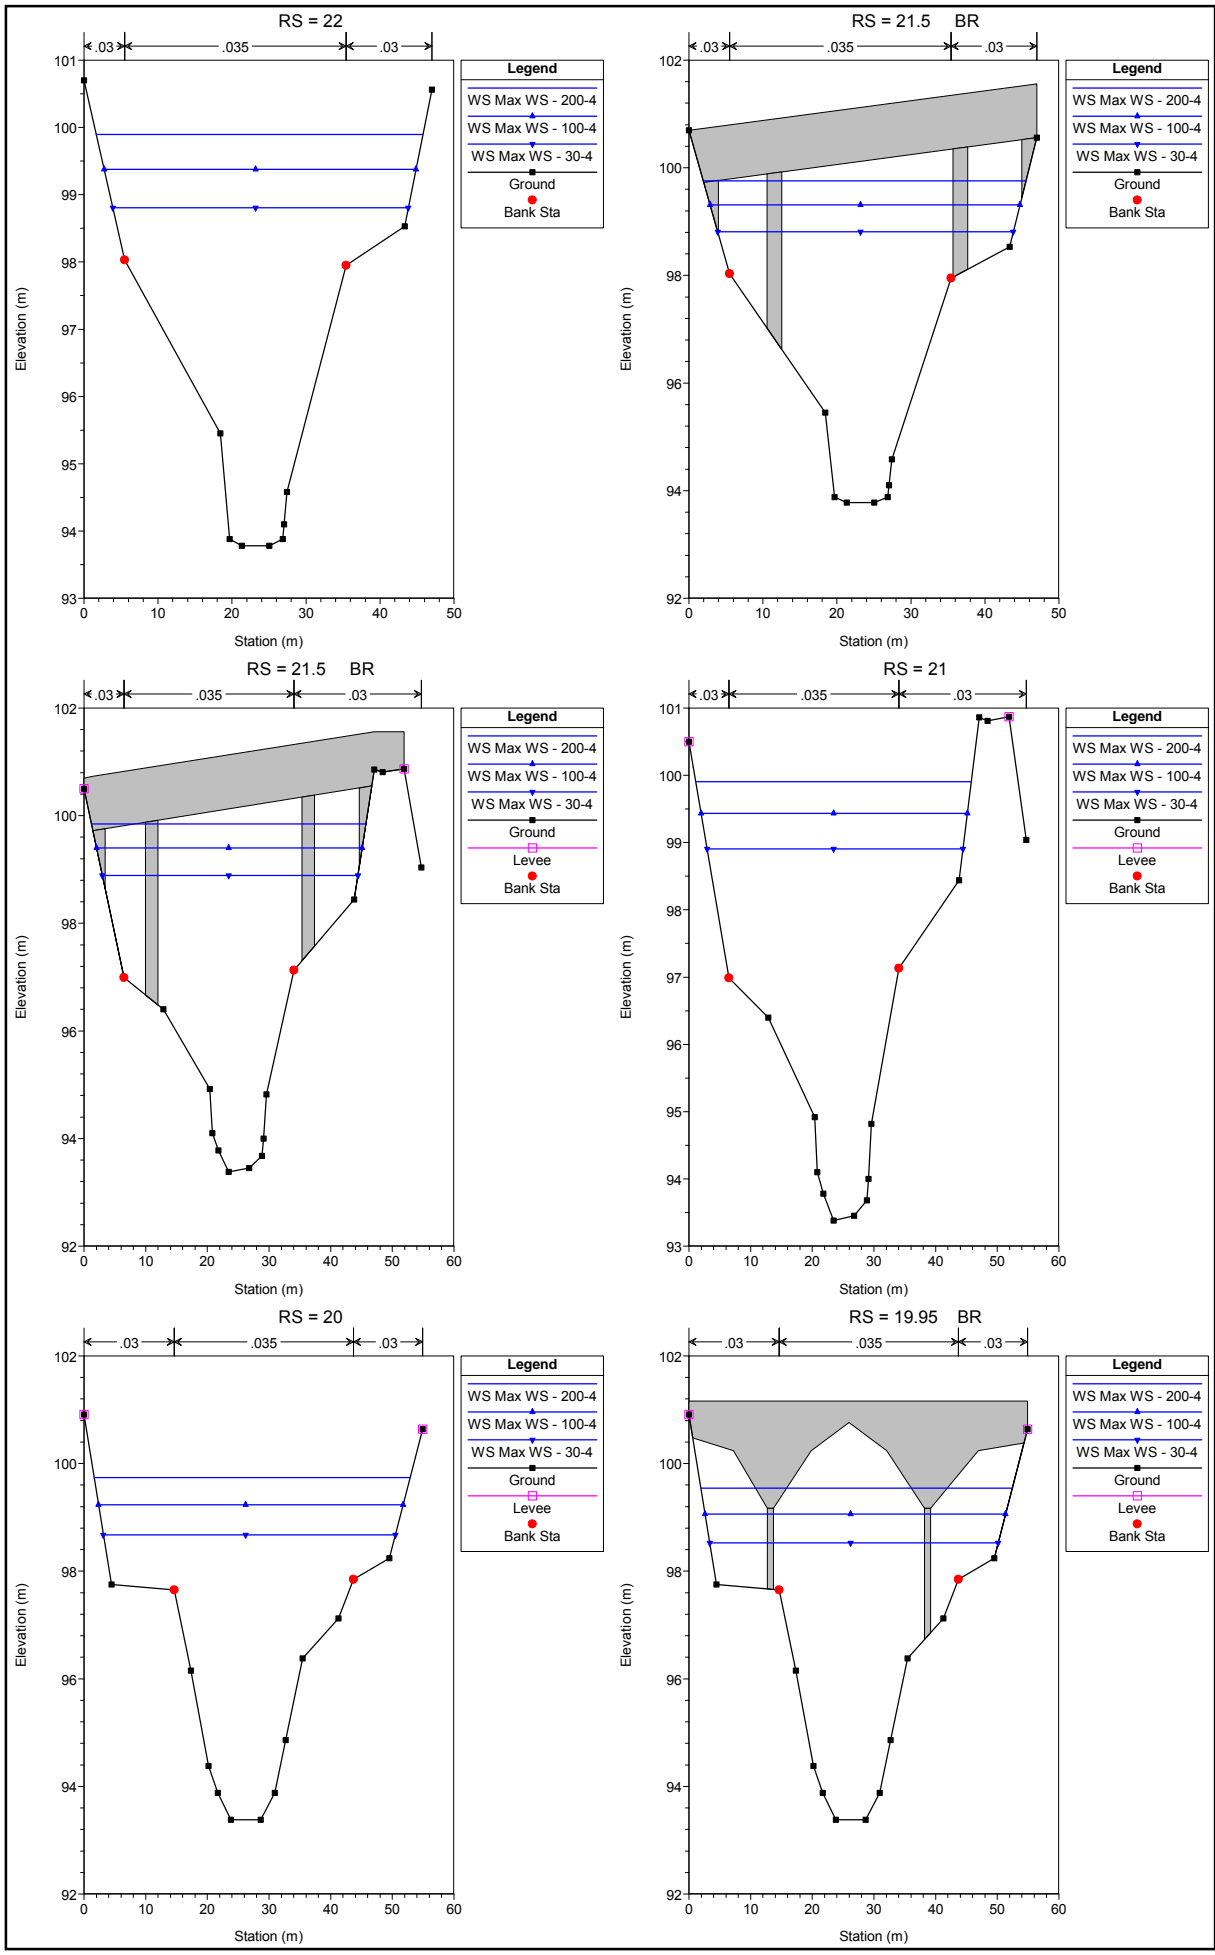 RS = 22
.03 .035 .03
101
100
99
98
97
96
95
94
93
0 10 20 30 40 50
Elevation (m)
Station (m)
Legend
WS Max WS - 200-4
WS Max WS - 100-4
WS Max WS - 30-4
Ground
Bank Sta
RS = 21.5 BR
.03 .035 .03
102
100
98
96
94
92
0 10 20 30 40 50
Elevation (m)
Station (m)
Legend
WS Max WS - 200-4
WS Max WS - 100-4
WS Max WS - 30-4
Ground
Bank Sta
RS = 21.5 BR
.03 .035 .03
102
100
98
96
94
92
0 10 20 30 40 50 60
Elevation (m)
Station (m)
Legend
WS Max WS - 200-4
WS Max WS - 100-4
WS Max WS - 30-4
Ground
Levee
Bank Sta
RS = 21
.03 .035 .03
101
100
99
98
97
96
95
94
93
0 10 20 30 40 50 60
Elevation (m)
Station (m)
Legend
WS Max WS - 200-4
WS Max WS - 100-4
WS Max WS - 30-4
Ground
Levee
Bank Sta
RS = 20
.03 .035 .03
102
100
98
96
94
92
0 10 20 30 40 50 60
Elevation (m)
Station (m)
Legend
WS Max WS - 200-4
WS Max WS - 100-4
WS Max WS - 30-4
Ground
Levee
Bank Sta
RS = 19.95 BR
.03 .035 .03
102
100
98
96
94
92
0 10 20 30 40 50 60
Elevation (m)
Station (m)
Legend
WS Max WS - 200-4
WS Max WS - 100-4
WS Max WS - 30-4
Ground
Levee
Bank Sta